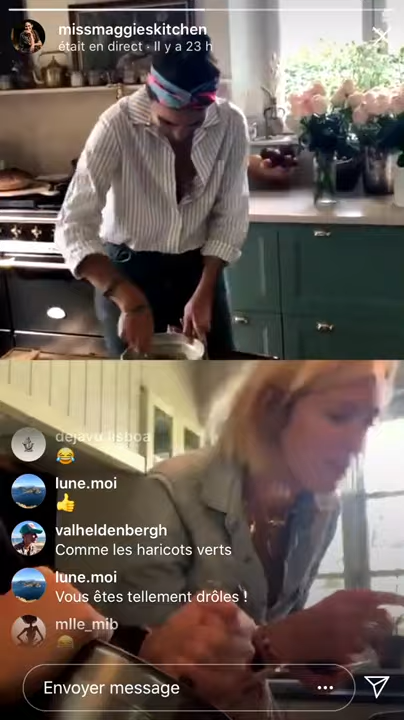 missmaggieskitchen
était en direct · Il y a 23 h
dejavu lisboa
lune.moi
valheldenbergh
Comme les haricots verts
lune.moi
Vous êtes tellement drôles !
mlle_mib
Envoyer message